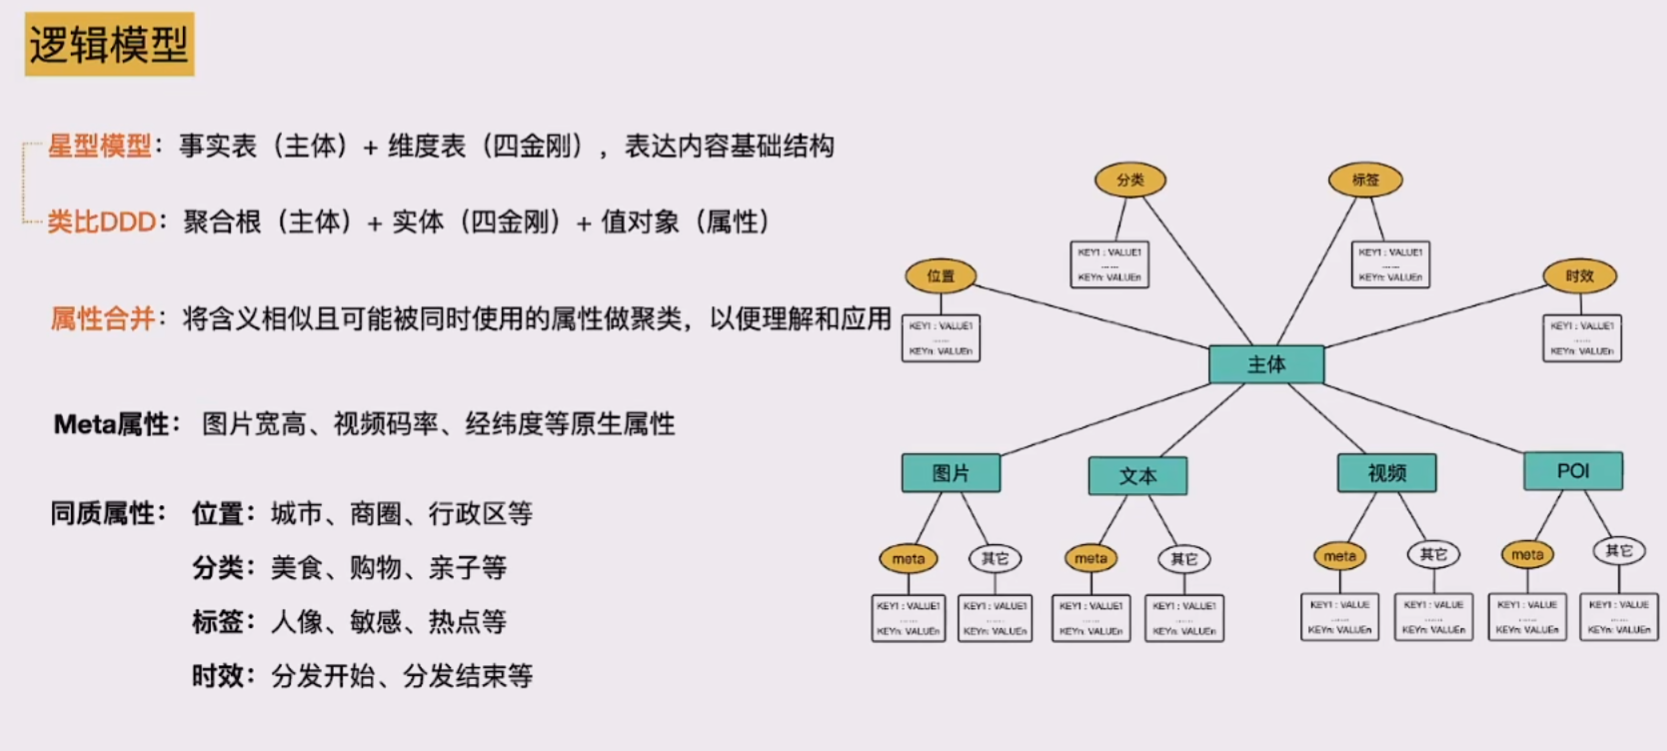 逻辑模型
星型模型：事实表（主体）+ 维度表（四金刚），表达内容基础结构
类比DDD：聚合根（主体）+ 实体（四金刚）+ 值对象（属性）
属性合并：将含义相似且可能被同时使用的属性做聚类，以便理解和应用
Meta属性：图片宽高、视频码率、经纬度等原生属性
同质属性：位置：城市、商圈、行政区等
分类：美食、购物、亲子等
标签：人像、敏感、热点等
时效：分发开始、分发结束等
分类
标签
KEY1 : VALUE1
......
KEYn: VALUEn
KEY1 : VALUE1
......
KEYn: VALUEn
位置
时效
KEY1 : VALUE1
......
KEYn: VALUEn
KEY1 : VALUE1
......
KEYn: VALUEn
主体
图片
文本
视频
POI
meta
其它
meta
其它
meta
其它
meta
其它
KEY1 : VALUE1
......
KEYn: VALUEn
KEY1 : VALUE1
......
KEYn: VALUEn
KEY1 : VALUE1
......
KEYn: VALUEn
KEY1 : VALUE1
......
KEYn: VALUEn
KEY1 : VALUE
......
KEYn: VALUEn
KEY1 : VALUE
......
KEYn: VALUEn
KEY1 : VALUE
......
KEYn: VALUEn
KEY1 : VALUE
......
KEYn: VALUEn